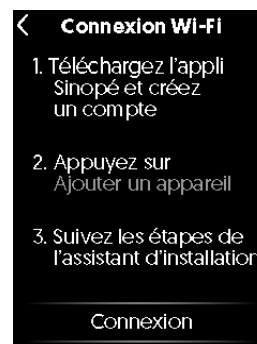 Connexion Wi-Fi
1. Téléchargez l'appli
Sinopé et créez
un compte
2. Appuyez sur
Ajouter un appareil
3. Suivez les étapes de
l'assistant d'installation
Connexion